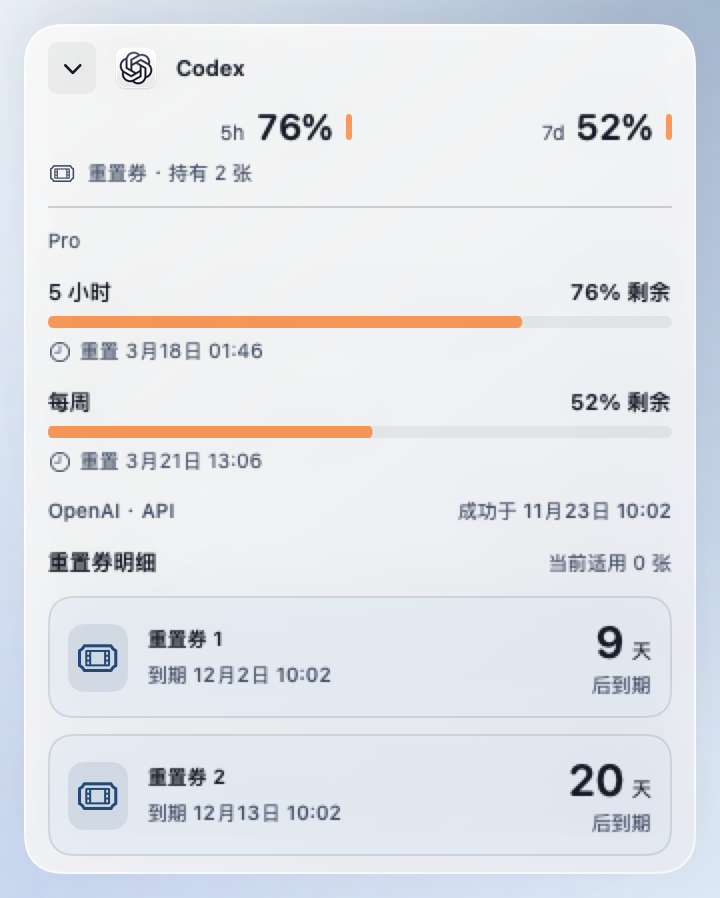 Codex
5h 76% 7d 52%
重置券 · 持有 2 张
Pro
5 小时 76% 剩余
重置 3月18日 01:46
每周 52% 剩余
重置 3月21日 13:06
OpenAI · API 成功于 11月23日 10:02
重置券明细 当前适用 0 张
重置券 1 9 天
到期 12月2日 10:02 后到期
重置券 2 20 天
到期 12月13日 10:02 后到期